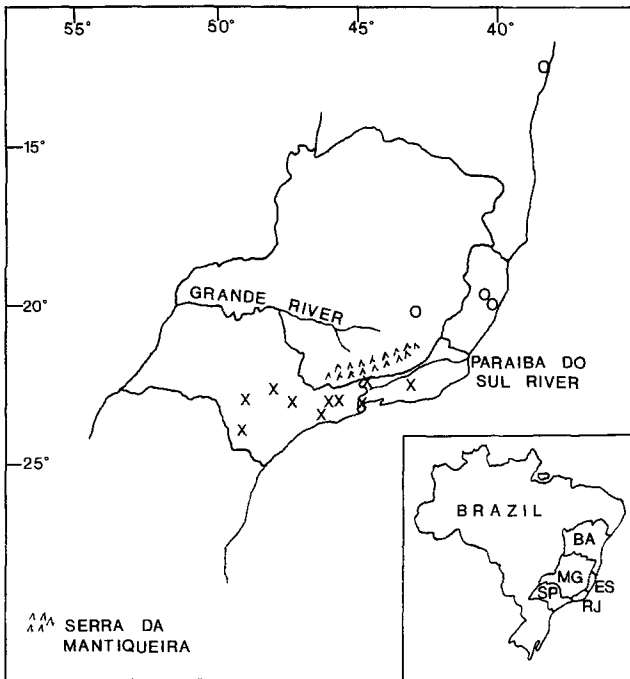 55° 50° 45° 40°
15°
20°
25°
GRANDE RIVER
PARAIBA DO
SUL RIVER
SERRA DA
MANTIQUEIRA
BRAZIL
BA
MG
ES
SP
RJ